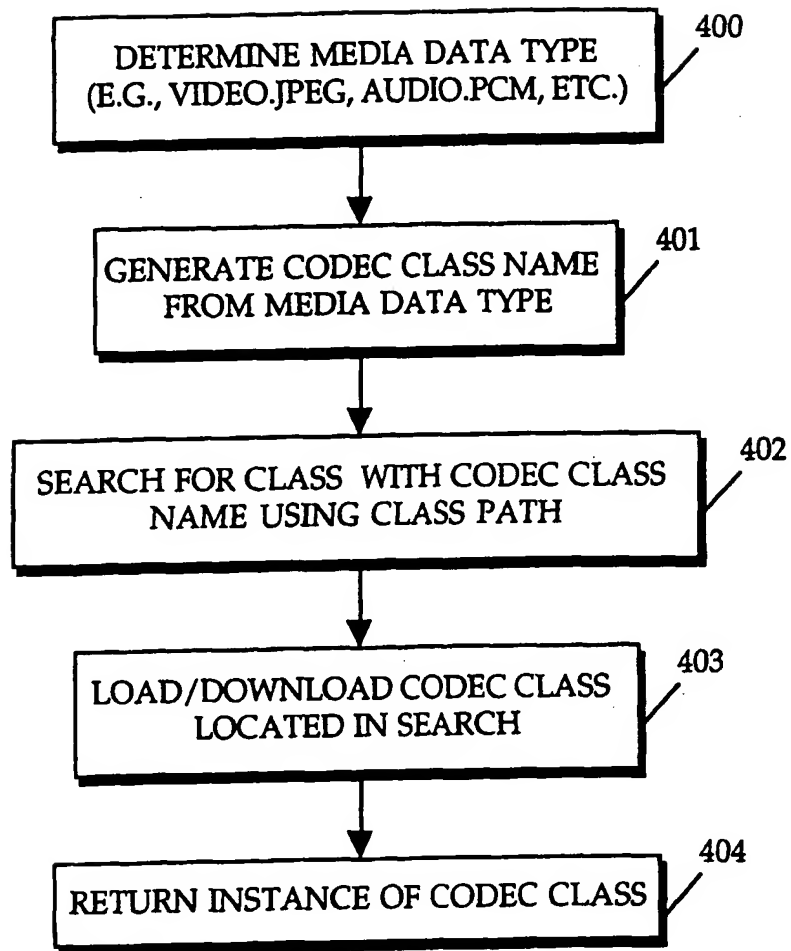 400
DETERMINE MEDIA DATA TYPE
(E.G., VIDEO.JPEG, AUDIO.PCM, ETC.)
401
GENERATE CODEC CLASS NAME
FROM MEDIA DATA TYPE
402
SEARCH FOR CLASS WITH CODEC CLASS
NAME USING CLASS PATH
403
LOAD/DOWNLOAD CODEC CLASS
LOCATED IN SEARCH
404
RETURN INSTANCE OF CODEC CLASS